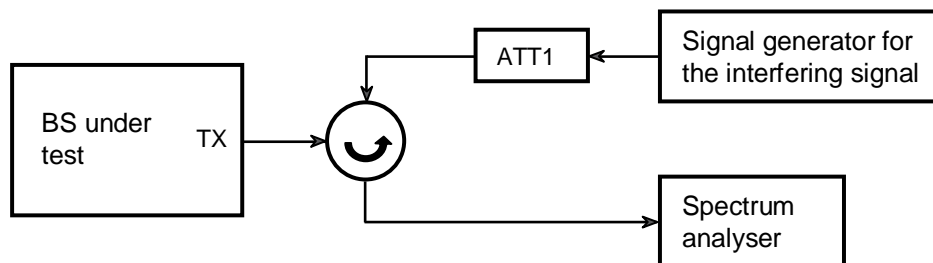 BS under
test
TX
ATT1
Signal generator for
the interfering signal
Spectrum
analyser